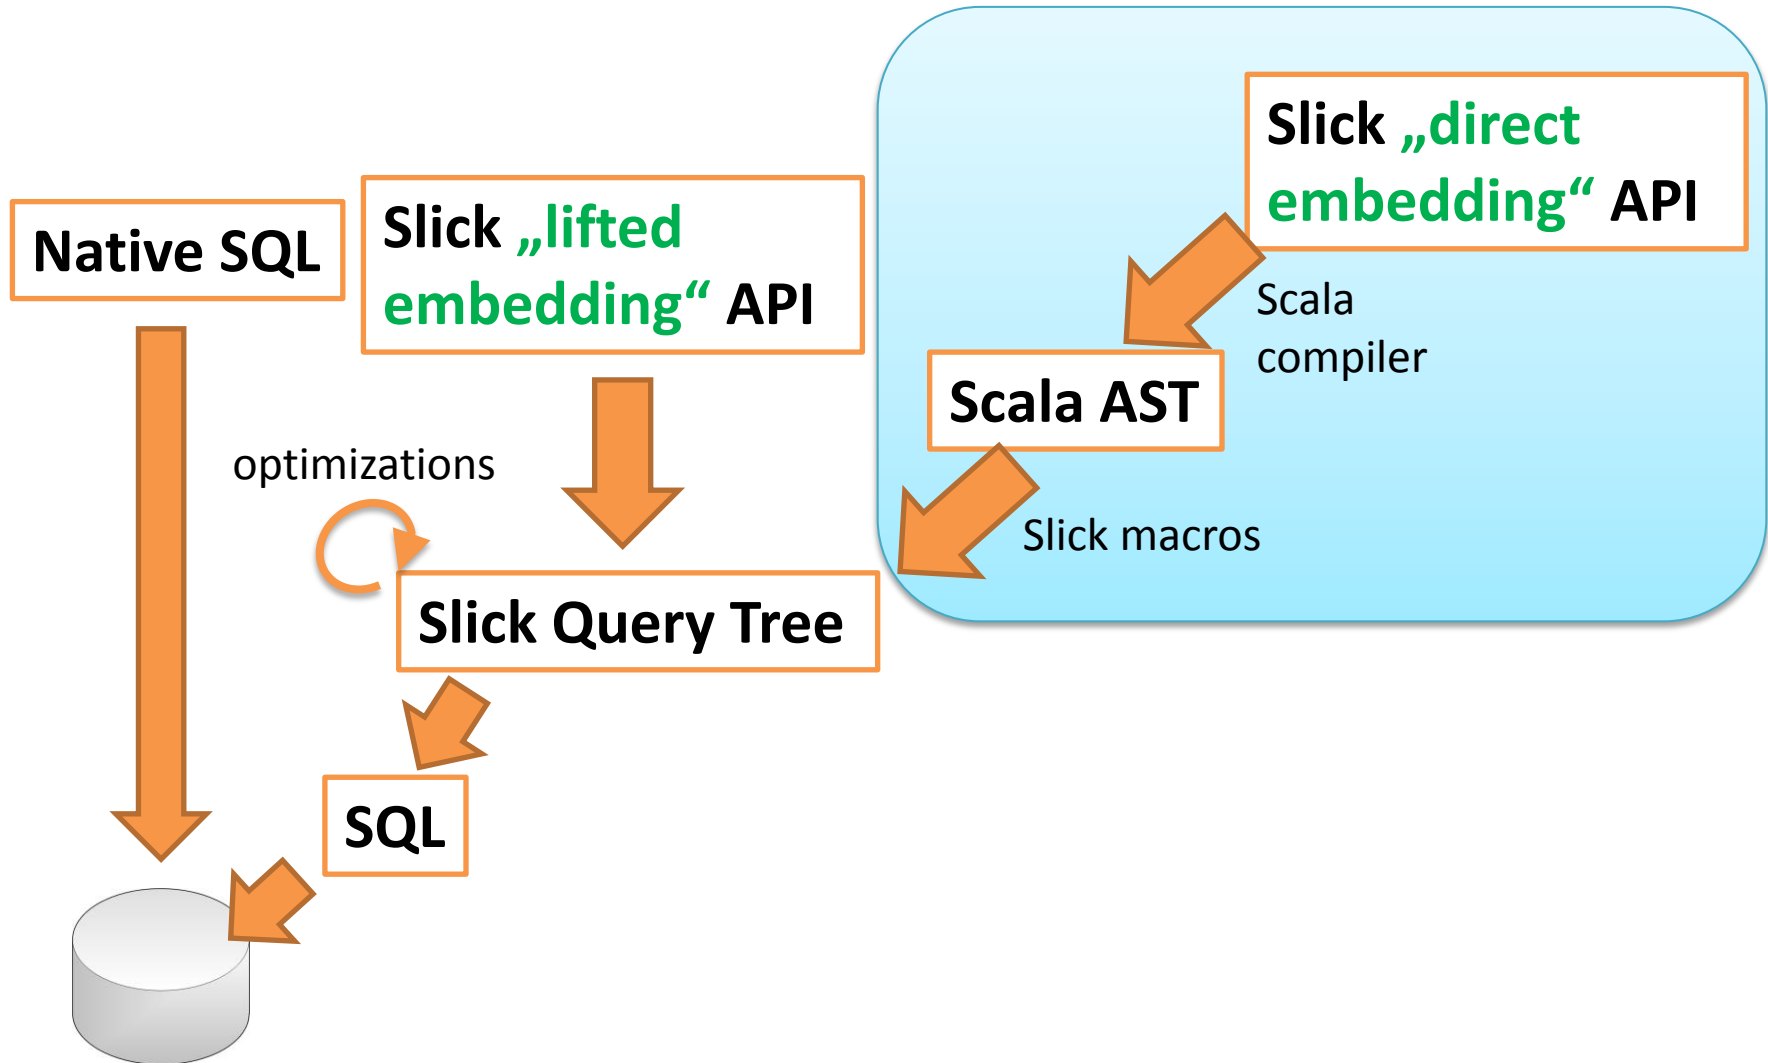 Slick „direct
embedding“ API
Native SQL
Slick „lifted
embedding“ API
Scala
compiler
Scala AST
optimizations
Slick macros
Slick Query Tree
SQL